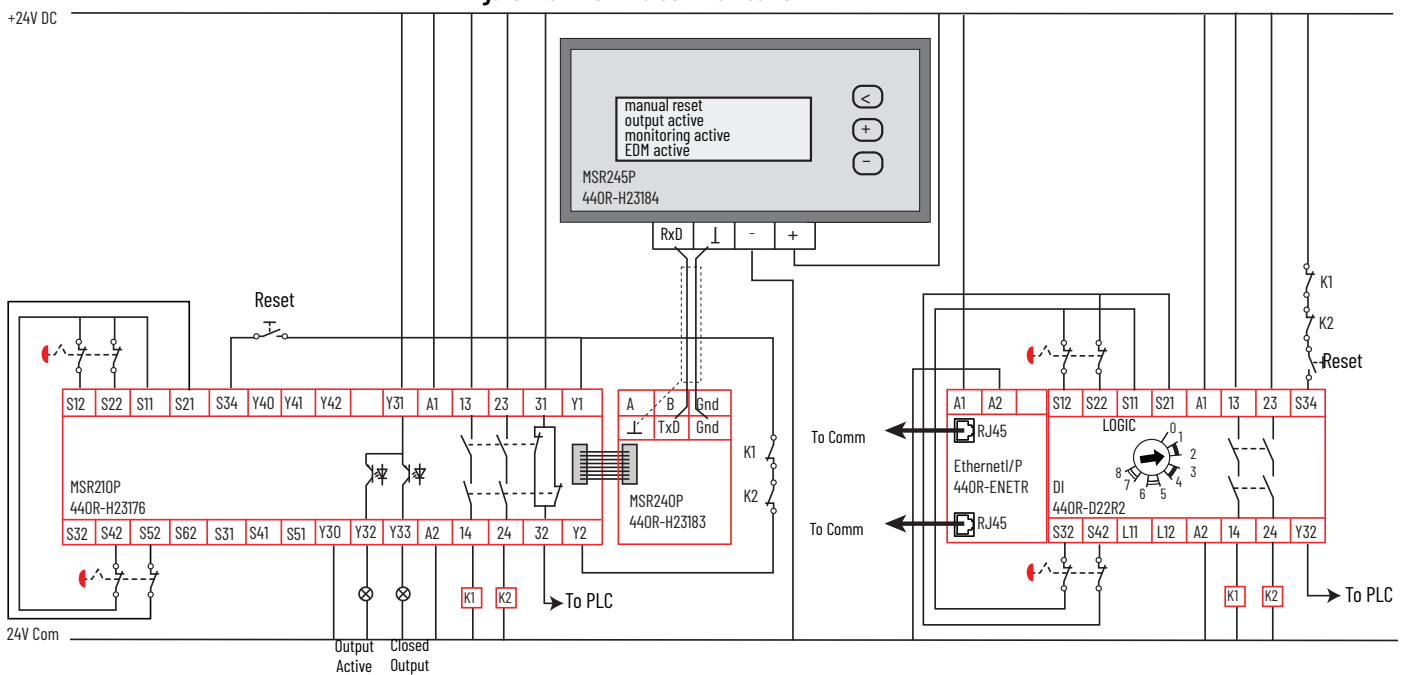 +24V DC
manual reset
output active
monitoring active
EDM active
<
+
-
MSR245P
440R-H23184
RxD ⊥ - +
K1
K2
Reset
Reset
S12 S22 S11 S21 S34 Y40 Y41 Y42 Y31 A1 13 23 31 Y1
A B Gnd
⊥ TxD Gnd
A1 A2
S12 S22 S11 S21 A1 13 23 S34
To Comm
RJ45
LOGIC
0
1
2
3
4
5
6
7
8
K1
K2
MSR210P
440R-H23176
MSR240P
440R-H23183
EthernetI/P
440R-ENETR
DI
440R-D22R2
To Comm
RJ45
S32 S42 S52 S62 S31 S41 S51 Y30 Y32 Y33 A2 14 24 32 Y2
S32 S42 L11 L12 A2 14 24 Y32
K1 K2
To PLC
K1 K2
To PLC
24V Com
Output
Active
Closed
Output